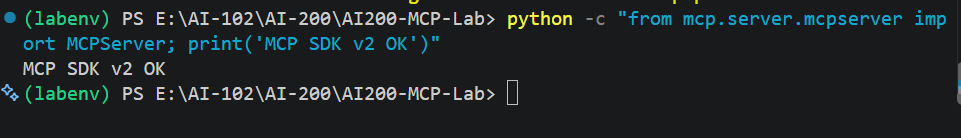 (labenv) PS E:\AI-102\AI-200\AI200-MCP-Lab> python -c "from mcp.server.mcpserver imp
ort MCPServer; print('MCP SDK v2 OK')"
MCP SDK v2 OK
(labenv) PS E:\AI-102\AI-200\AI200-MCP-Lab>